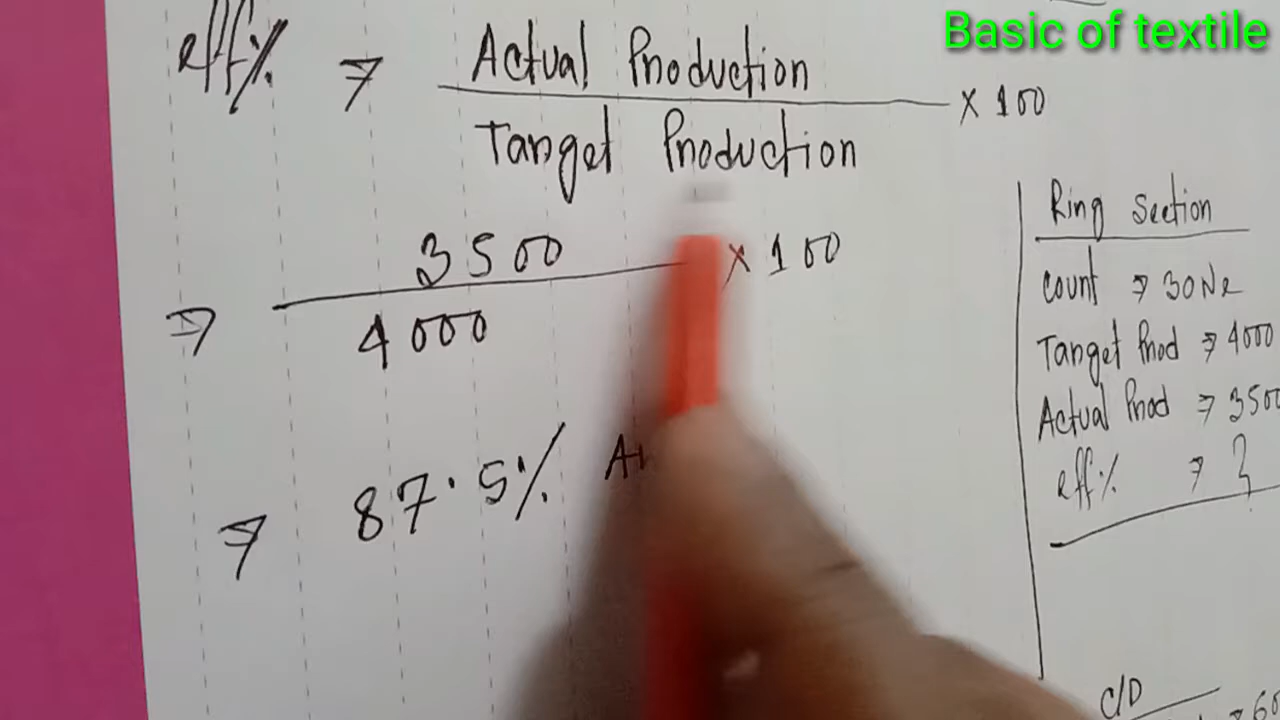 Basic of textile
eff% ⇒ Actual Production
Target Production
× 100
⇒ 3500
4000
× 100
⇒ 87.5%
Ring section
count ⇒ 30Ne
Target Prod ⇒ 4000
Actual Prod ⇒ 3500
eff% ⇒ ?
C/D